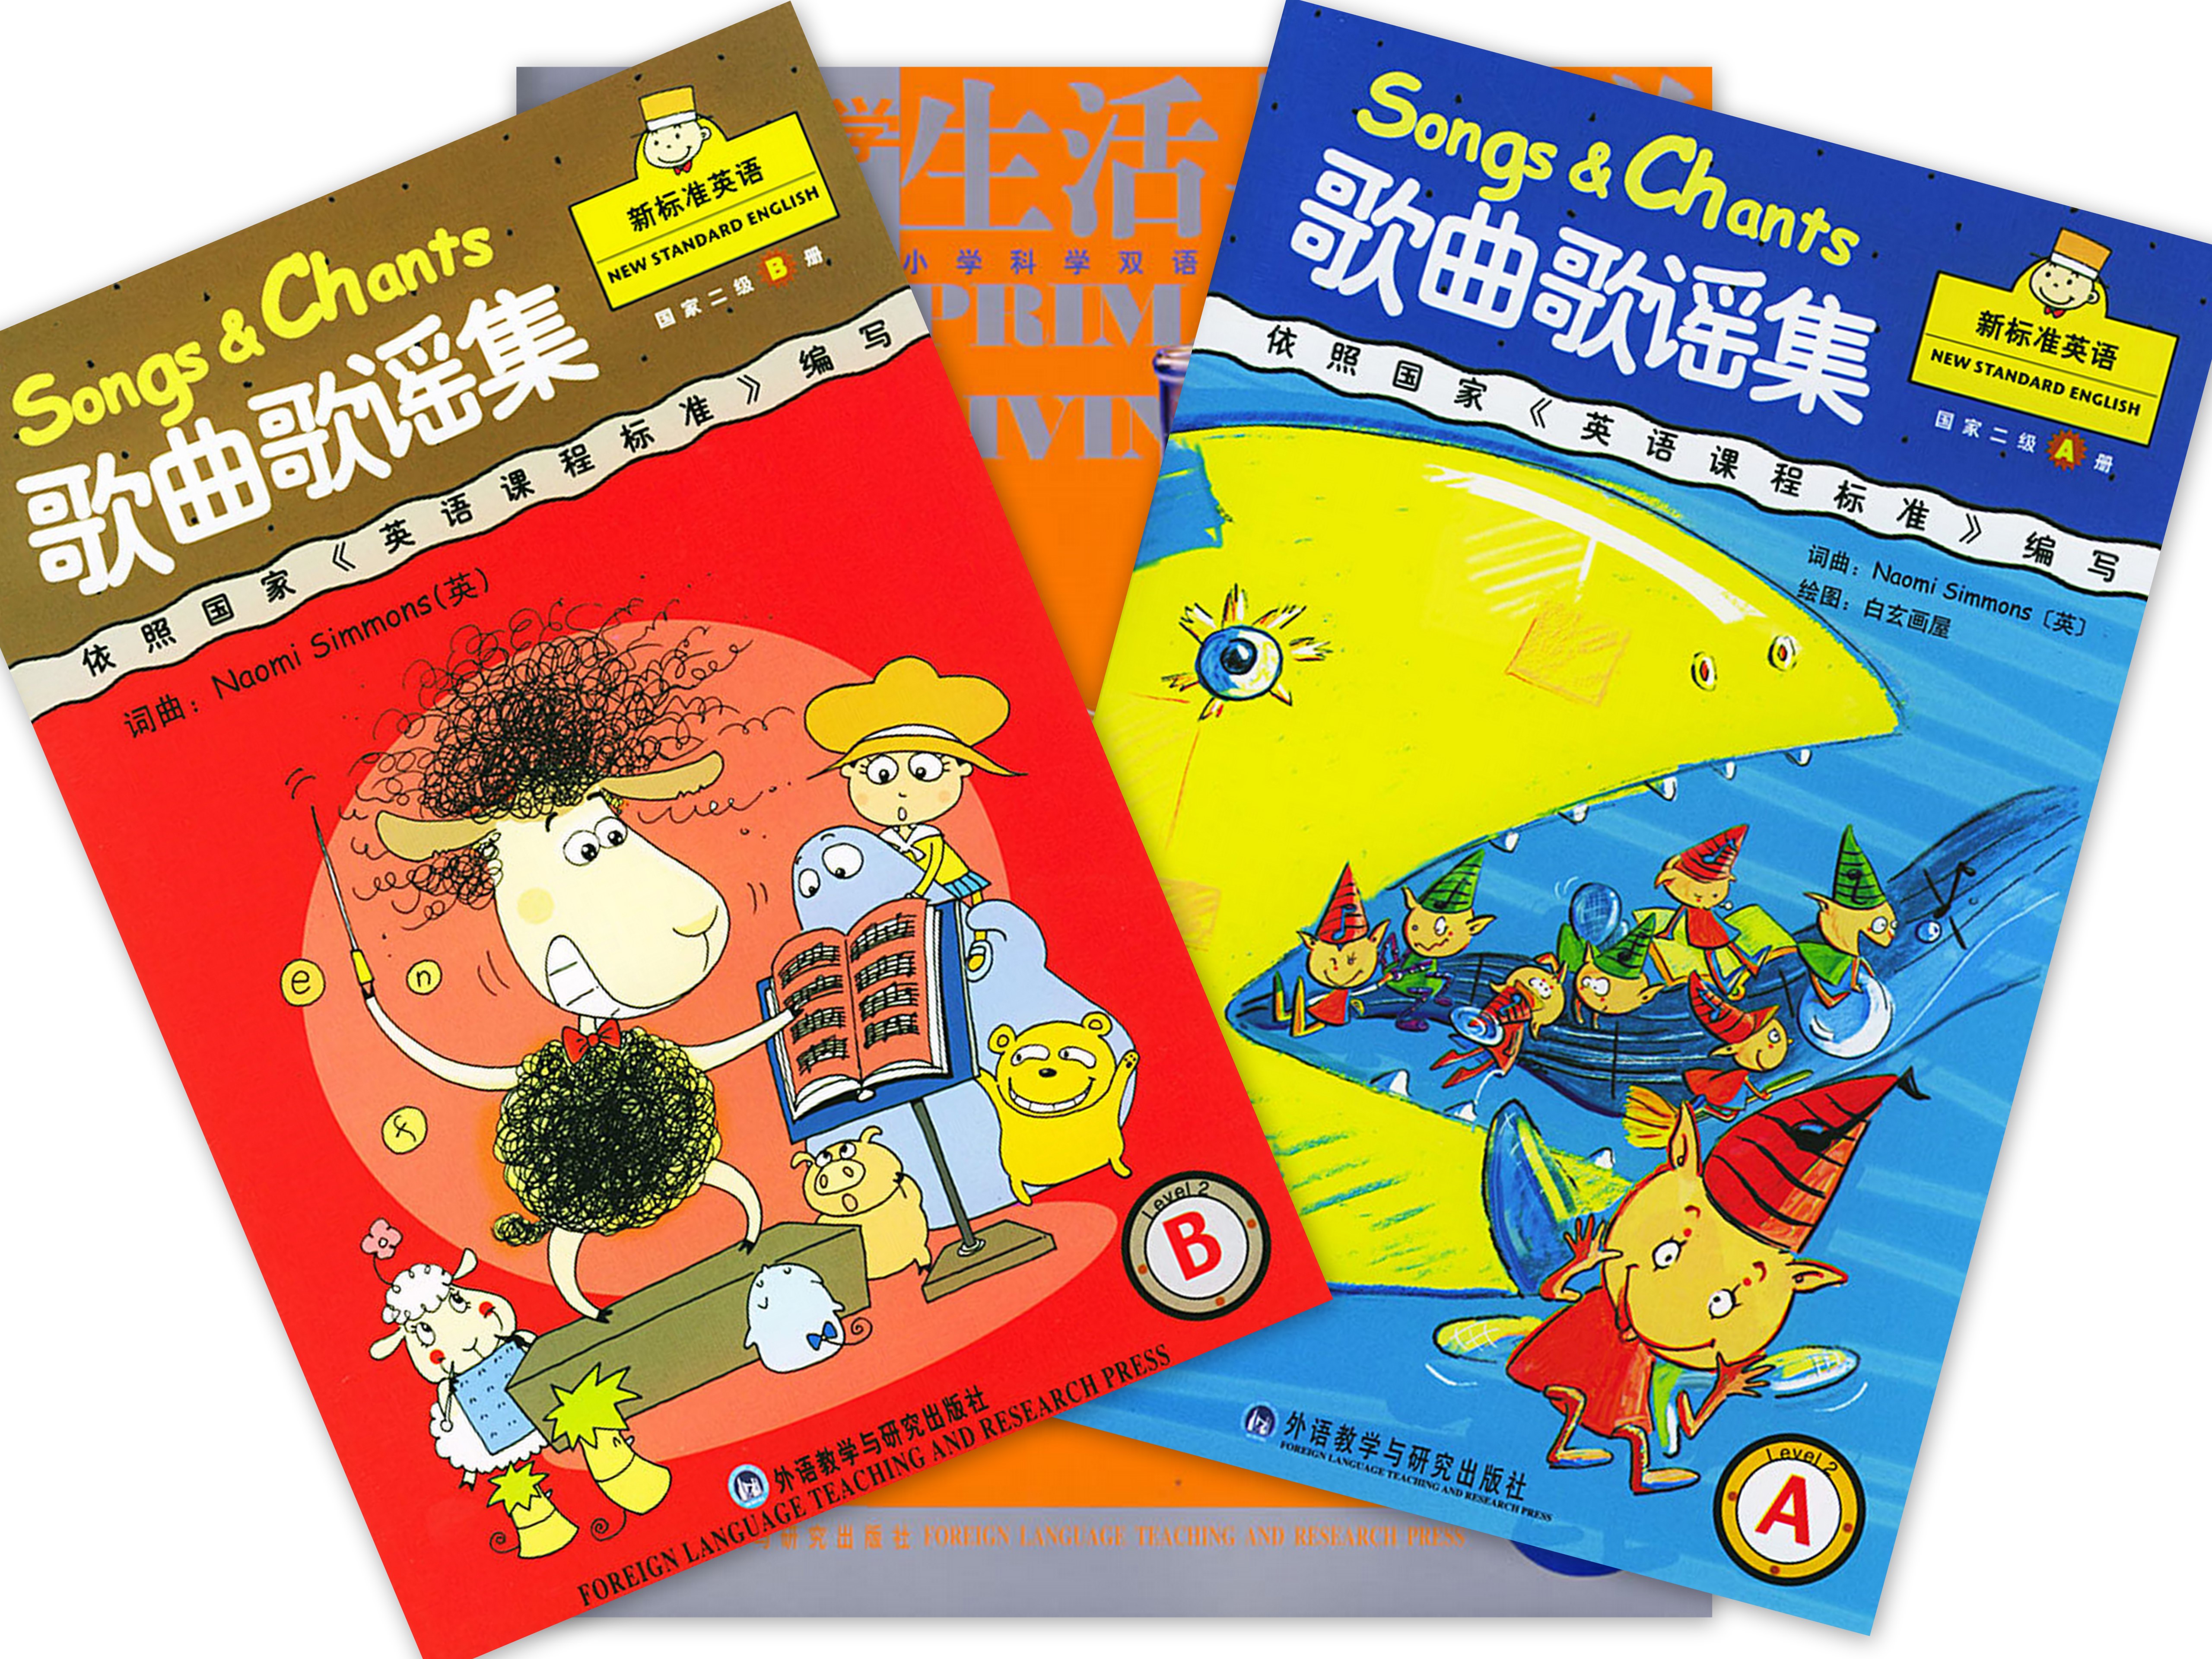 Songs & Chants
歌曲歌谣集
新标准英语
NEW STANDARD ENGLISH
国家二级 B 册
依照国家《英语课程标准》编写
词曲：Naomi Simmons(英)
e
n
f
Level 2
B
外语教学与研究出版社
FOREIGN LANGUAGE TEACHING AND RESEARCH PRESS
学
生活
小学科学双语
PRIM
LIVIN
研究出版社 FOREIGN LANGUAGE TEACHING AND RESEARCH PRESS
Songs & Chants
歌曲歌谣集
新标准英语
NEW STANDARD ENGLISH
国家二级 A 册
依照国家《英语课程标准》编写
词曲：Naomi Simmons〔英〕
绘图：白玄画屋
外语教学与研究出版社
FOREIGN LANGUAGE TEACHING AND RESEARCH PRESS
Level 2
A